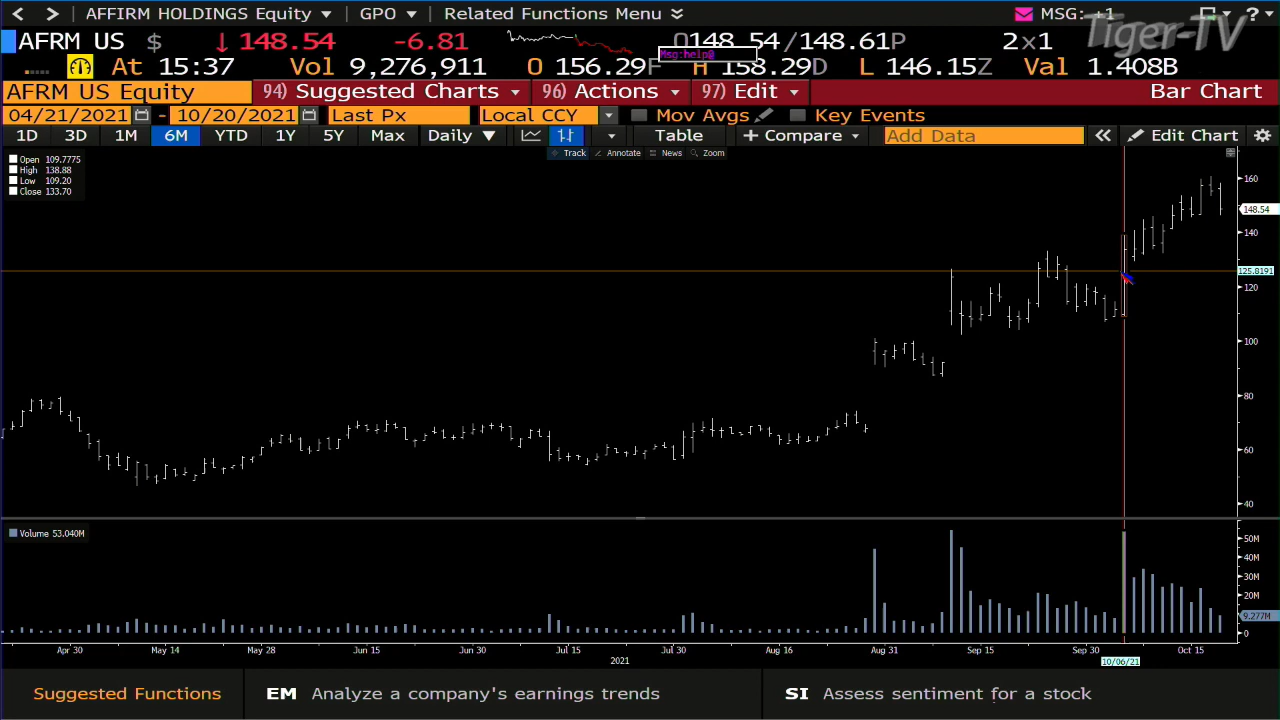 AFFIRM HOLDINGS Equity GPO Related Functions Menu MSG: +1 ?
Tiger-TV
AFRM US $ ↓ 148.54 -6.81 148.54/148.61P 2×1
Msg:help@
At 15:37 Vol 9,276,911 O 156.29F H 158.29D L 146.15Z Val 1.408B
AFRM US Equity 94) Suggested Charts 96) Actions 97) Edit Bar Chart
04/21/2021 - 10/20/2021 Last Px Local CCY Mov Avgs Key Events
1D 3D 1M 6M YTD 1Y 5Y Max Daily ▼ Table + Compare Add Data « Edit Chart
Track Annotate News Zoom
Open 109.7775
High 138.88
Low 109.20
Close 133.70
160
148.54
140
125.8191
120
100
80
60
40
Volume 53.040M
50M
40M
30M
20M
9.277M
0
Apr 30 May 14 May 28 Jun 15 Jun 30 Jul 15 Jul 30 Aug 16 Aug 31 Sep 15 Sep 30 Oct 15
2021 10/06/21
Suggested Functions EM Analyze a company's earnings trends SI Assess sentiment for a stock